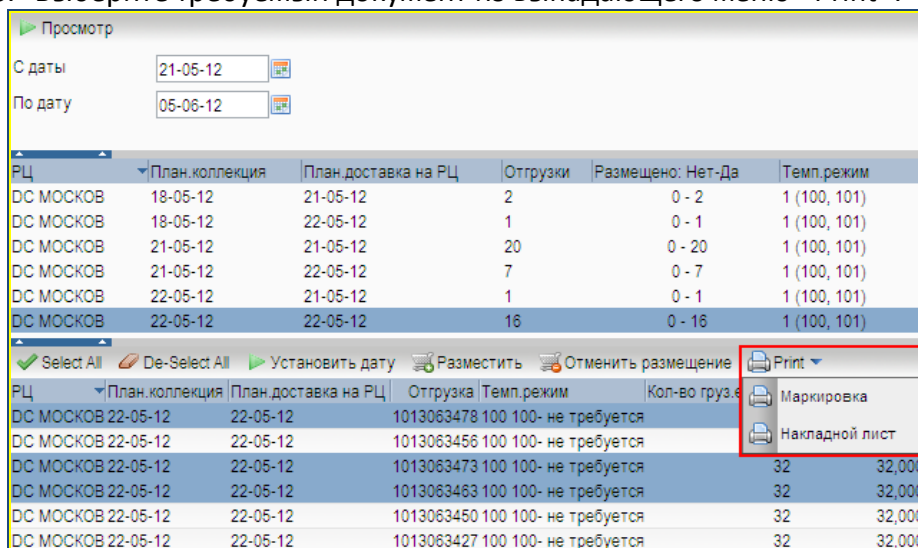 Просмотр
С даты 21-05-12
По дату 05-06-12
РЦ План.коллекция План.доставка на РЦ Отгрузки Размещено: Нет-Да Темп.режим
DC МОСКОВ 18-05-12 21-05-12 2 0 - 2 1 (100, 101)
DC МОСКОВ 18-05-12 22-05-12 1 0 - 1 1 (100, 101)
DC МОСКОВ 21-05-12 21-05-12 20 0 - 20 1 (100, 101)
DC МОСКОВ 21-05-12 22-05-12 7 0 - 7 1 (100, 101)
DC МОСКОВ 22-05-12 21-05-12 1 0 - 1 1 (100, 101)
DC МОСКОВ 22-05-12 22-05-12 16 0 - 16 1 (100, 101)
Select All De-Select All Установить дату Разместить Отменить размещение Print
РЦ План.коллекция План.доставка на РЦ Отгрузка Темп.режим Кол-во груз.е
Маркировка
DC МОСКОВ 22-05-12 22-05-12 1013063478 100 100- не требуется
Накладной лист
DC МОСКОВ 22-05-12 22-05-12 1013063456 100 100- не требуется
DC МОСКОВ 22-05-12 22-05-12 1013063473 100 100- не требуется 32 32,000
DC МОСКОВ 22-05-12 22-05-12 1013063463 100 100- не требуется 32 32,000
DC МОСКОВ 22-05-12 22-05-12 1013063450 100 100- не требуется 32 32,000
DC МОСКОВ 22-05-12 22-05-12 1013063427 100 100- не требуется 32 32,000